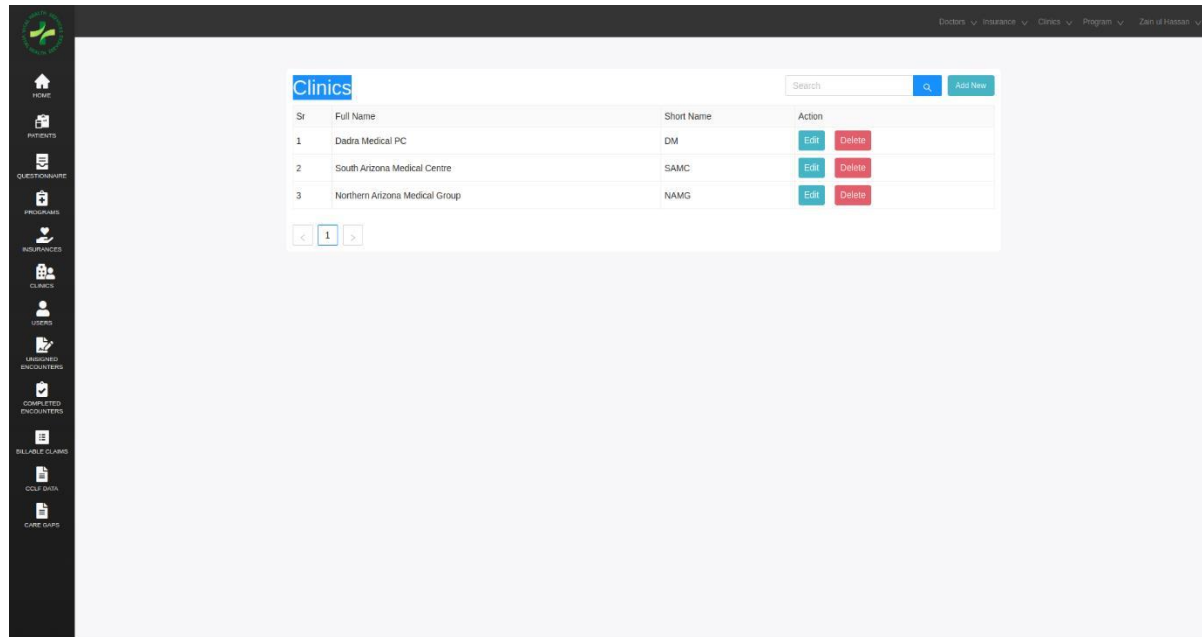 Doctors Insurance Clinics Program Zain ul Hassan
HOME
PATIENTS
QUESTIONNAIRE
PROGRAMS
INSURANCES
CLINICS
USERS
UNSIGNED
ENCOUNTERS
COMPLETED
ENCOUNTERS
BILLABLE CLAIMS
CCLF DATA
CARE GAPS
Clinics Search Add New
Sr Full Name Short Name Action
1 Dadra Medical PC DM Edit Delete
2 South Arizona Medical Centre SAMC Edit Delete
3 Northern Arizona Medical Group NAMG Edit Delete
< 1 >